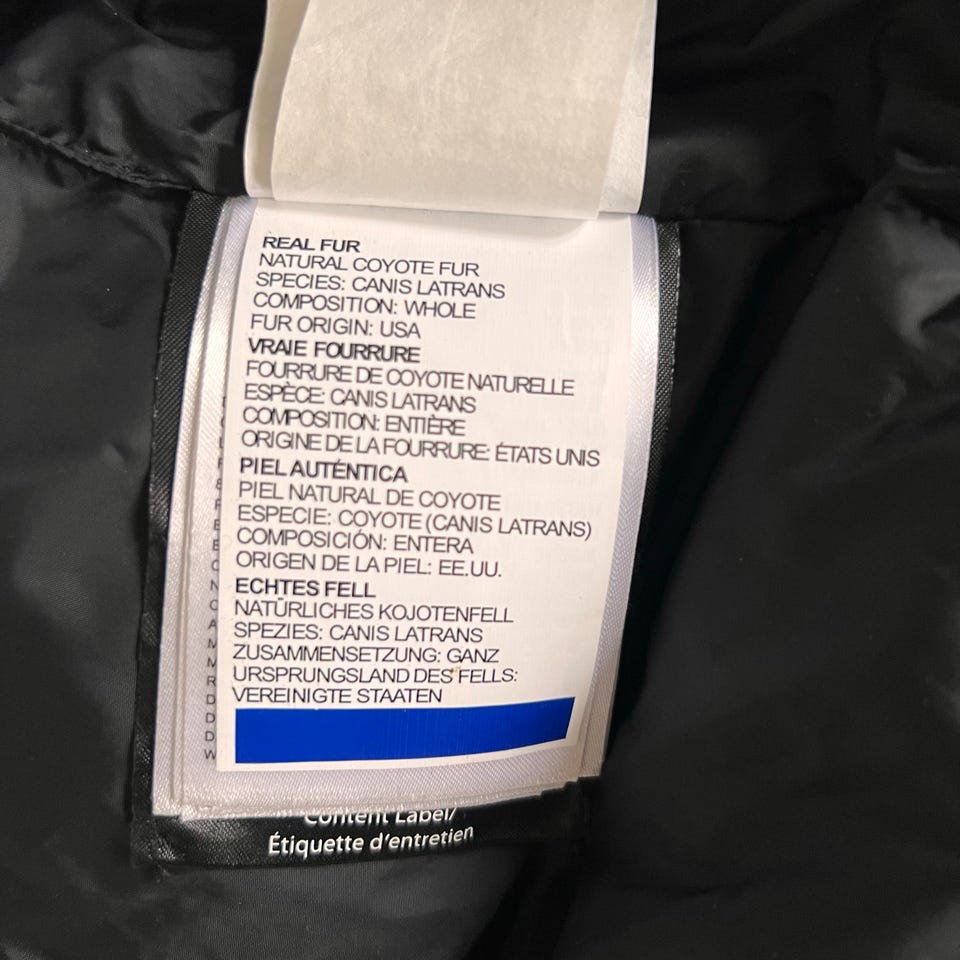 REAL FUR
NATURAL COYOTE FUR
SPECIES: CANIS LATRANS
COMPOSITION: WHOLE
FUR ORIGIN: USA
VRAIE FOURRURE
FOURRURE DE COYOTE NATURELLE
ESPÈCE: CANIS LATRANS
COMPOSITION: ENTIÈRE
ORIGINE DE LA FOURRURE: ÉTATS UNIS
PIEL AUTÉNTICA
PIEL NATURAL DE COYOTE
ESPECIE: COYOTE (CANIS LATRANS)
COMPOSICIÓN: ENTERA
ORIGEN DE LA PIEL: EE.UU.
ECHTES FELL
NATÜRLICHES KOJOTENFELL
SPEZIES: CANIS LATRANS
ZUSAMMENSETZUNG: GANZ
URSPRUNGSLAND DES FELLS:
VEREINIGTE STAATEN
Content Label/
Étiquette d'entretien